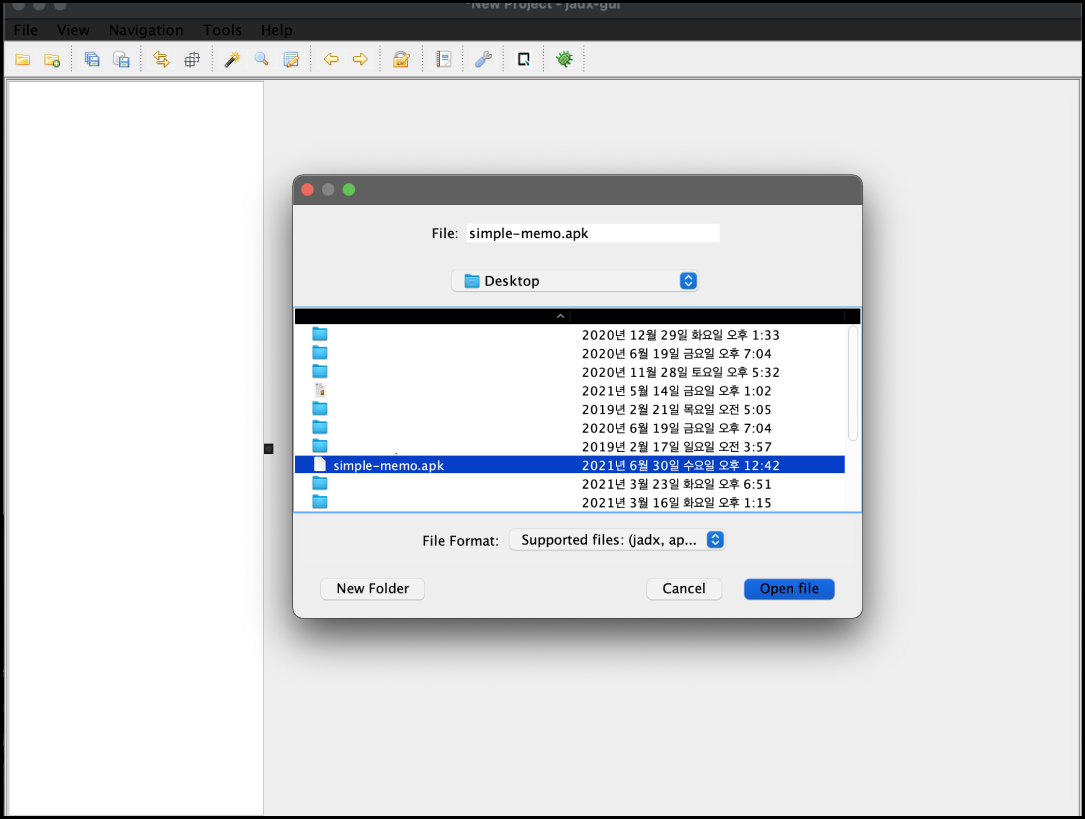 *New Project - jadx-gui
File View Navigation Tools Help
File: simple-memo.apk
Desktop
2020년 12월 29일 화요일 오후 1:33
2020년 6월 19일 금요일 오후 7:04
2020년 11월 28일 토요일 오후 5:32
2021년 5월 14일 금요일 오후 1:02
2019년 2월 21일 목요일 오전 5:05
2020년 6월 19일 금요일 오후 7:04
2019년 2월 17일 일요일 오전 3:57
simple-memo.apk 2021년 6월 30일 수요일 오후 12:42
2021년 3월 23일 화요일 오후 6:51
2021년 3월 16일 화요일 오후 1:15
File Format: Supported files: (jadx, ap...
New Folder Cancel Open file